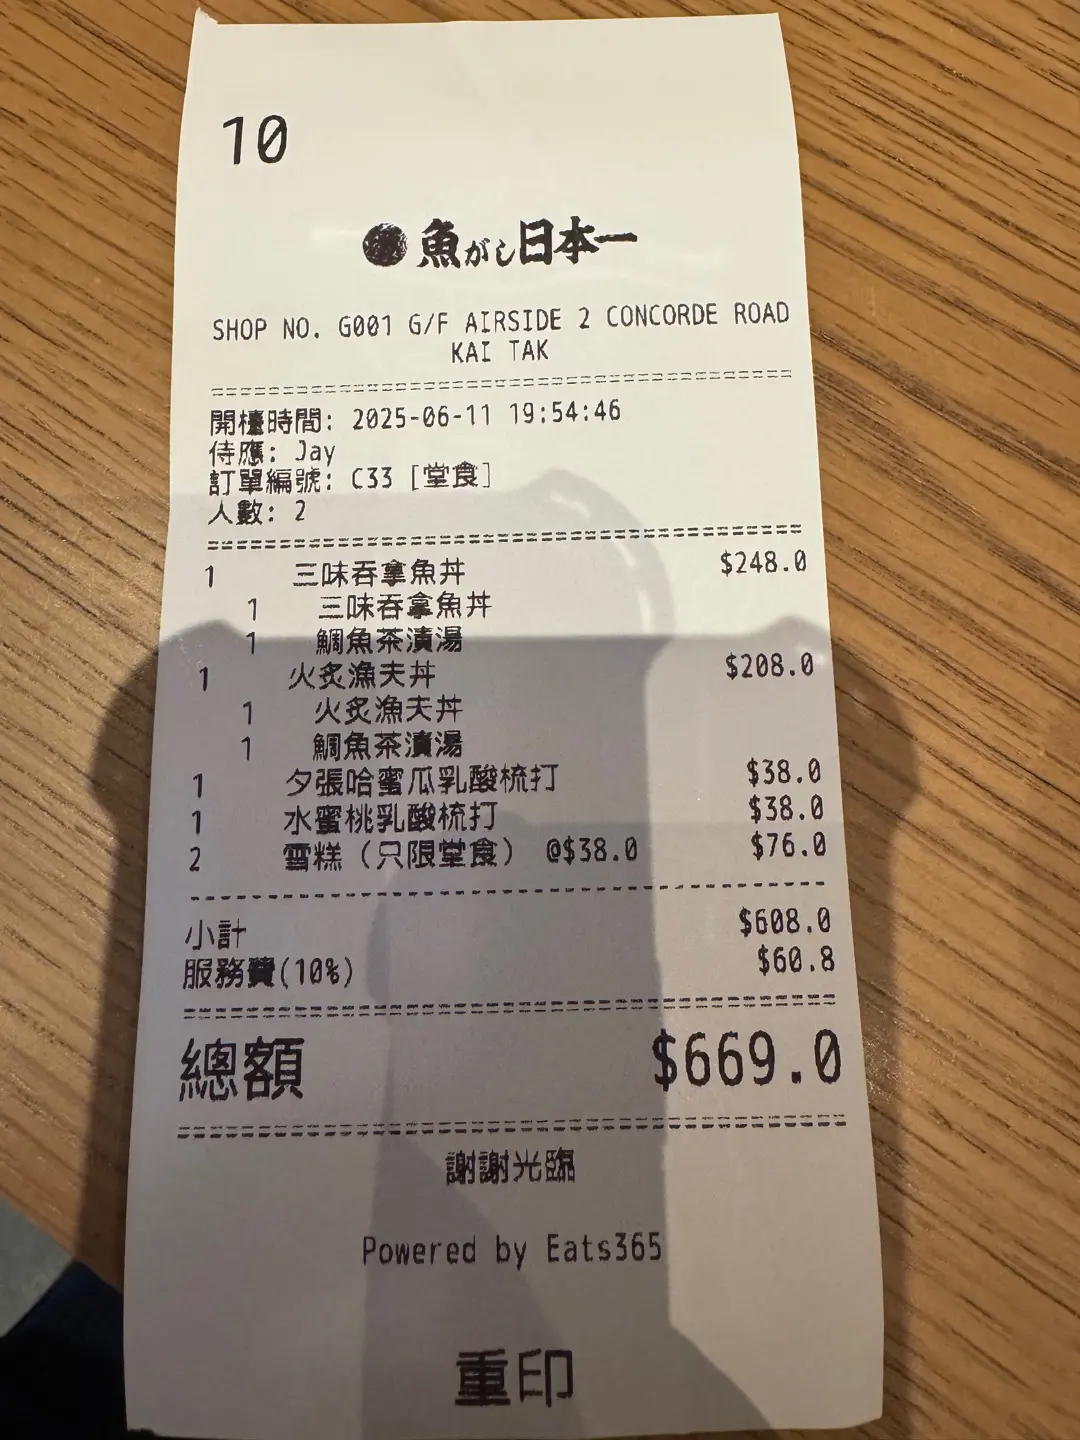 10
魚がし日本一
SHOP NO. G001 G/F AIRSIDE 2 CONCORDE ROAD
KAI TAK
開檯時間: 2025-06-11 19:54:46
侍應: Jay
訂單編號: C33 [堂食]
人數: 2
1 三味吞拿魚丼 $248.0
1 三味吞拿魚丼
1 鯛魚茶漬湯
1 火炙漁夫丼 $208.0
1 火炙漁夫丼
1 鯛魚茶漬湯
1 夕張哈蜜瓜乳酸梳打 $38.0
1 水蜜桃乳酸梳打 $38.0
2 雪糕（只限堂食） @$38.0 $76.0
小計 $608.0
服務費(10%) $60.8
總額 $669.0
謝謝光臨
Powered by Eats365
重印